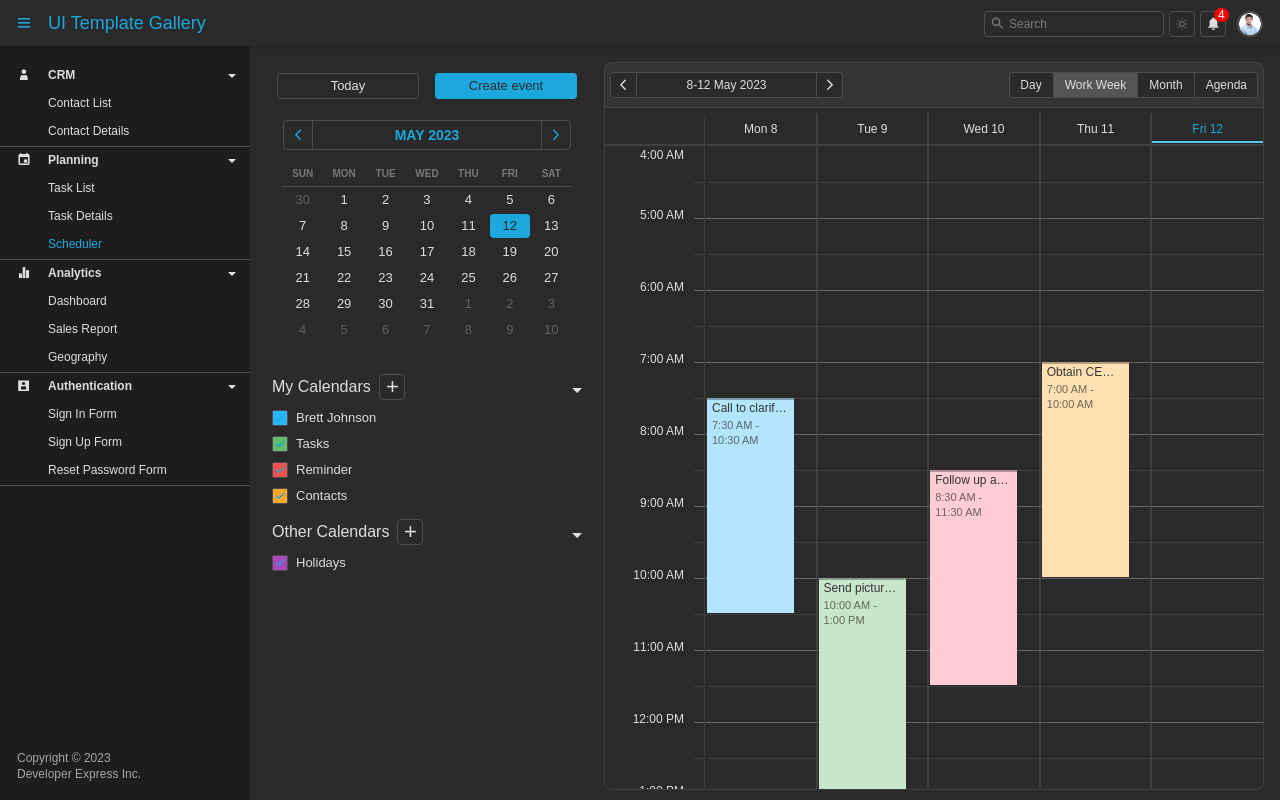 UI Template Gallery
Search
4
CRM
Contact List
Contact Details
Planning
Task List
Task Details
Scheduler
Analytics
Dashboard
Sales Report
Geography
Authentication
Sign In Form
Sign Up Form
Reset Password Form
Copyright © 2023
Developer Express Inc.
Today
Create event
MAY 2023
SUN MON TUE WED THU FRI SAT
30 1 2 3 4 5 6
7 8 9 10 11 12 13
14 15 16 17 18 19 20
21 22 23 24 25 26 27
28 29 30 31 1 2 3
4 5 6 7 8 9 10
My Calendars
Brett Johnson
Tasks
Reminder
Contacts
Other Calendars
Holidays
8-12 May 2023
Day Work Week Month Agenda
Mon 8 Tue 9 Wed 10 Thu 11 Fri 12
4:00 AM
5:00 AM
6:00 AM
7:00 AM
8:00 AM
9:00 AM
10:00 AM
11:00 AM
12:00 PM
1:00 PM
Call to clarif...
7:30 AM -
10:30 AM
Send pictur...
10:00 AM -
1:00 PM
Follow up a...
8:30 AM -
11:30 AM
Obtain CE...
7:00 AM -
10:00 AM